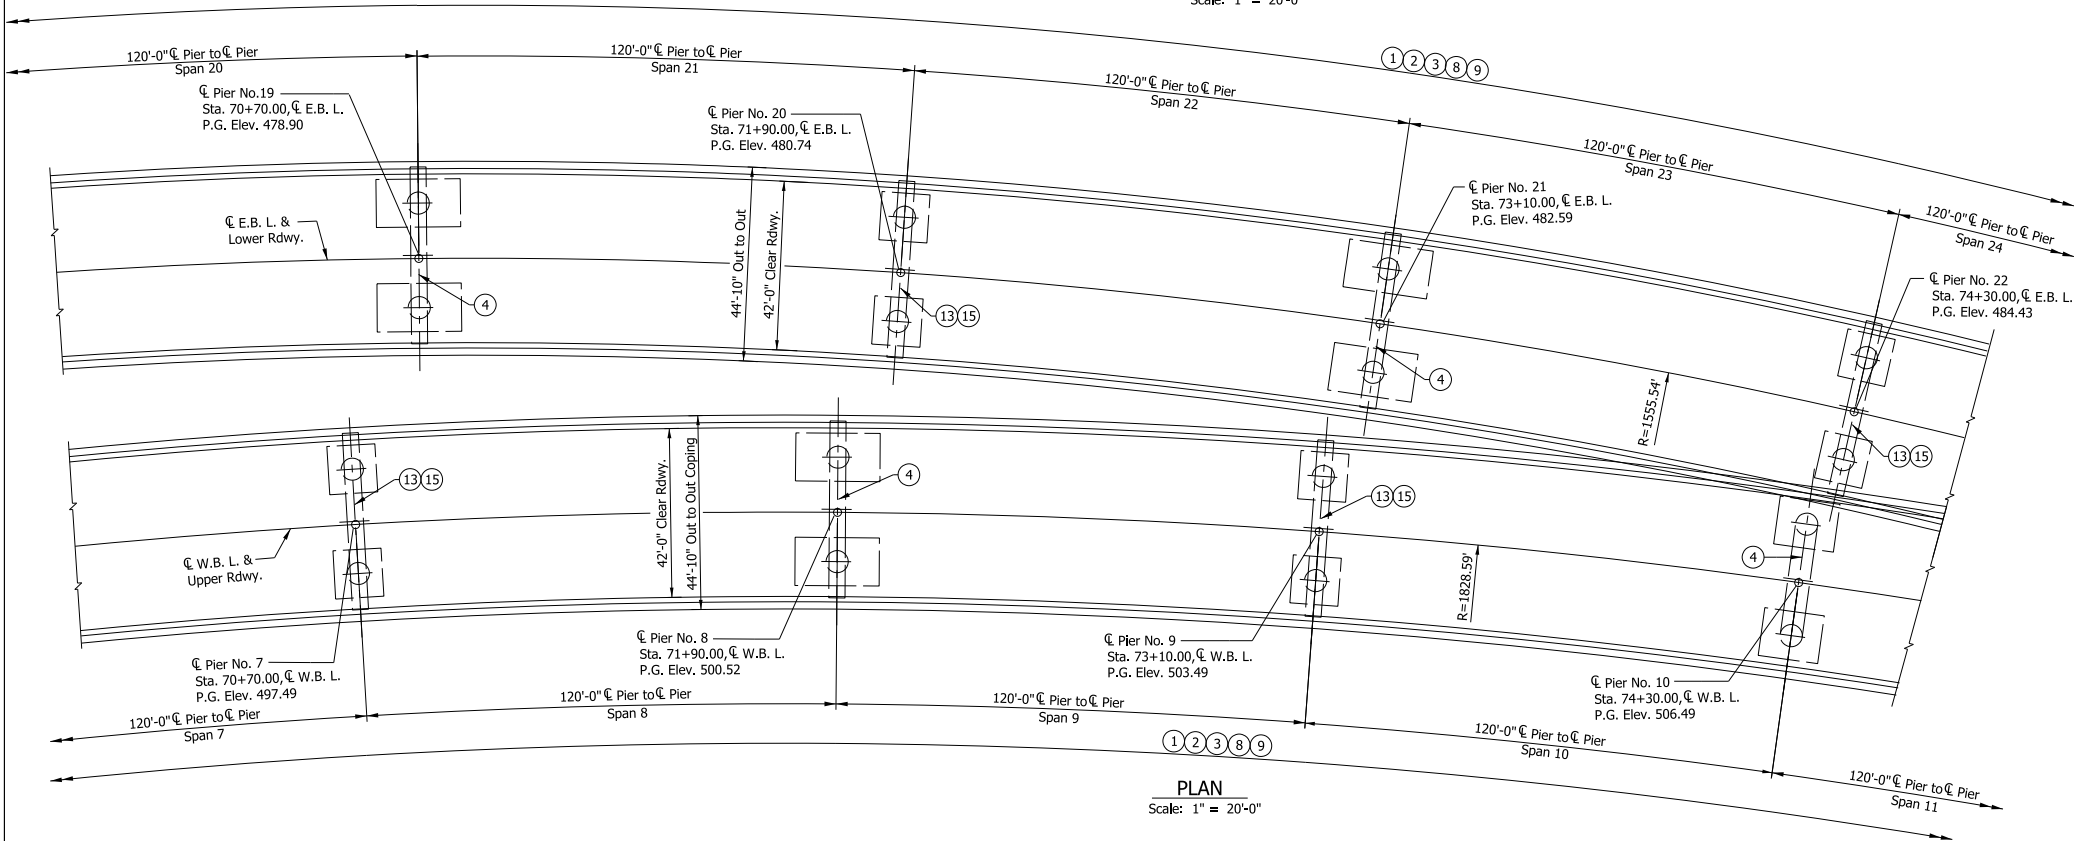 Scale: 1" = 20'-0"
120'-0" ℄ Pier to ℄ Pier
Span 20
120'-0" ℄ Pier to ℄ Pier
Span 21
120'-0" ℄ Pier to ℄ Pier
Span 22
1 2 3 8 9
120'-0" ℄ Pier to ℄ Pier
Span 23
120'-0" ℄ Pier to ℄ Pier
Span 24
℄ Pier No.19
Sta. 70+70.00, ℄ E.B. L.
P.G. Elev. 478.90
℄ Pier No. 20
Sta. 71+90.00, ℄ E.B. L.
P.G. Elev. 480.74
℄ Pier No. 21
Sta. 73+10.00, ℄ E.B. L.
P.G. Elev. 482.59
℄ Pier No. 22
Sta. 74+30.00, ℄ E.B. L.
P.G. Elev. 484.43
℄ E.B. L. &
Lower Rdwy.
4
44'-10" Out to Out
42'-0" Clear Rdwy.
13 15
4
R=1555.54'
13 15
13 15
42'-0" Clear Rdwy.
44'-10" Out to Out Coping
4
13 15
R=1828.59'
4
℄ W.B. L. &
Upper Rdwy.
℄ Pier No. 7
Sta. 70+70.00, ℄ W.B. L.
P.G. Elev. 497.49
℄ Pier No. 8
Sta. 71+90.00, ℄ W.B. L.
P.G. Elev. 500.52
℄ Pier No. 9
Sta. 73+10.00, ℄ W.B. L.
P.G. Elev. 503.49
℄ Pier No. 10
Sta. 74+30.00, ℄ W.B. L.
P.G. Elev. 506.49
120'-0" ℄ Pier to ℄ Pier
Span 7
120'-0" ℄ Pier to ℄ Pier
Span 8
120'-0" ℄ Pier to ℄ Pier
Span 9
120'-0" ℄ Pier to ℄ Pier
Span 10
120'-0" ℄ Pier to ℄ Pier
Span 11
1 2 3 8 9
PLAN
Scale: 1" = 20'-0"